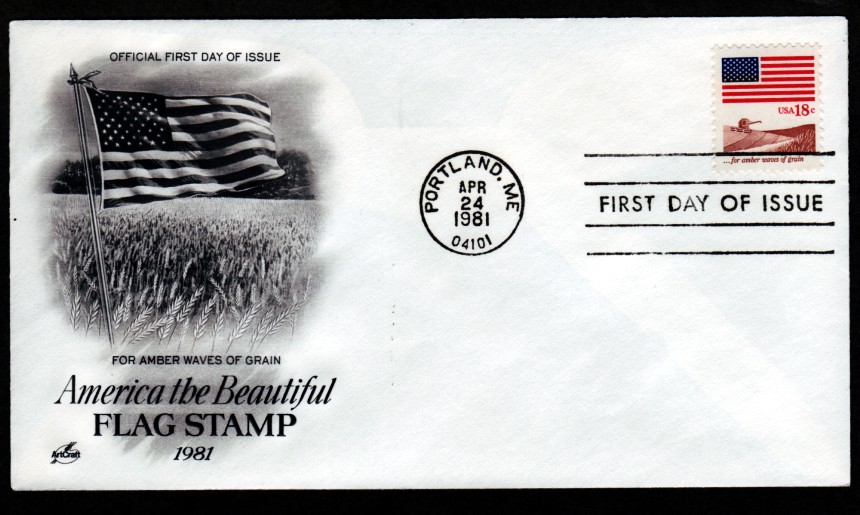 OFFICIAL FIRST DAY OF ISSUE
FOR AMBER WAVES OF GRAIN
America the Beautiful
FLAG STAMP
1981
ArtCraft
PORTLAND, ME
APR
24
1981
04101
USA 18c
...for amber waves of grain
FIRST DAY OF ISSUE